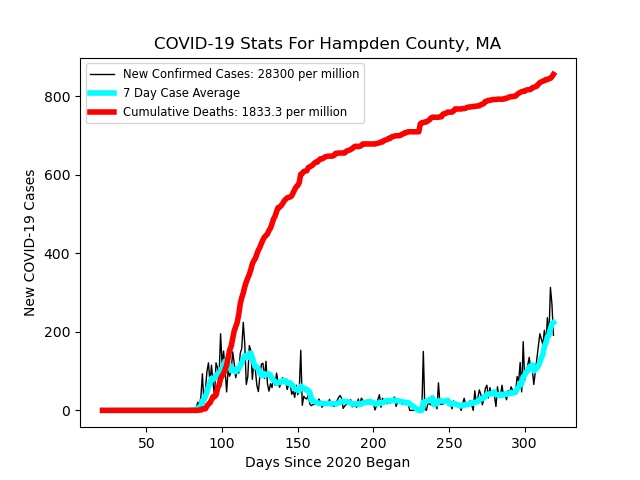 COVID-19 Stats For Hampden County, MA
New Confirmed Cases: 28300 per million
7 Day Case Average
Cumulative Deaths: 1833.3 per million
New COVID-19 Cases
800
600
400
200
0
50 100 150 200 250 300
Days Since 2020 Began